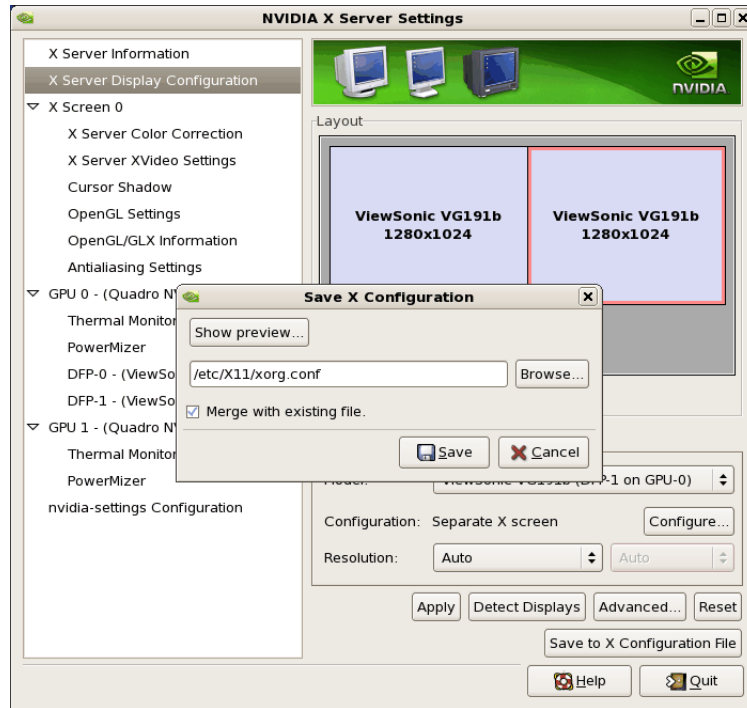 NVIDIA X Server Settings
X Server Information
X Server Display Configuration
X Screen 0
X Server Color Correction
X Server XVideo Settings
Cursor Shadow
OpenGL Settings
OpenGL/GLX Information
Antialiasing Settings
GPU 0 - (Quadro N
Thermal Monitor
PowerMizer
DFP-0 - (ViewSo
DFP-1 - (ViewSo
GPU 1 - (Quadro N
Thermal Monitor
PowerMizer
nvidia-settings Configuration
NVIDIA
Layout
ViewSonic VG191b
1280x1024
ViewSonic VG191b
1280x1024
Save X Configuration
Show preview...
/etc/X11/xorg.conf
Browse...
Merge with existing file.
Save
Cancel
Model: ViewSonic VG191b (DFP-1 on GPU-0)
Configuration: Separate X screen
Configure...
Resolution: Auto
Auto
Apply
Detect Displays
Advanced...
Reset
Save to X Configuration File
Help
Quit